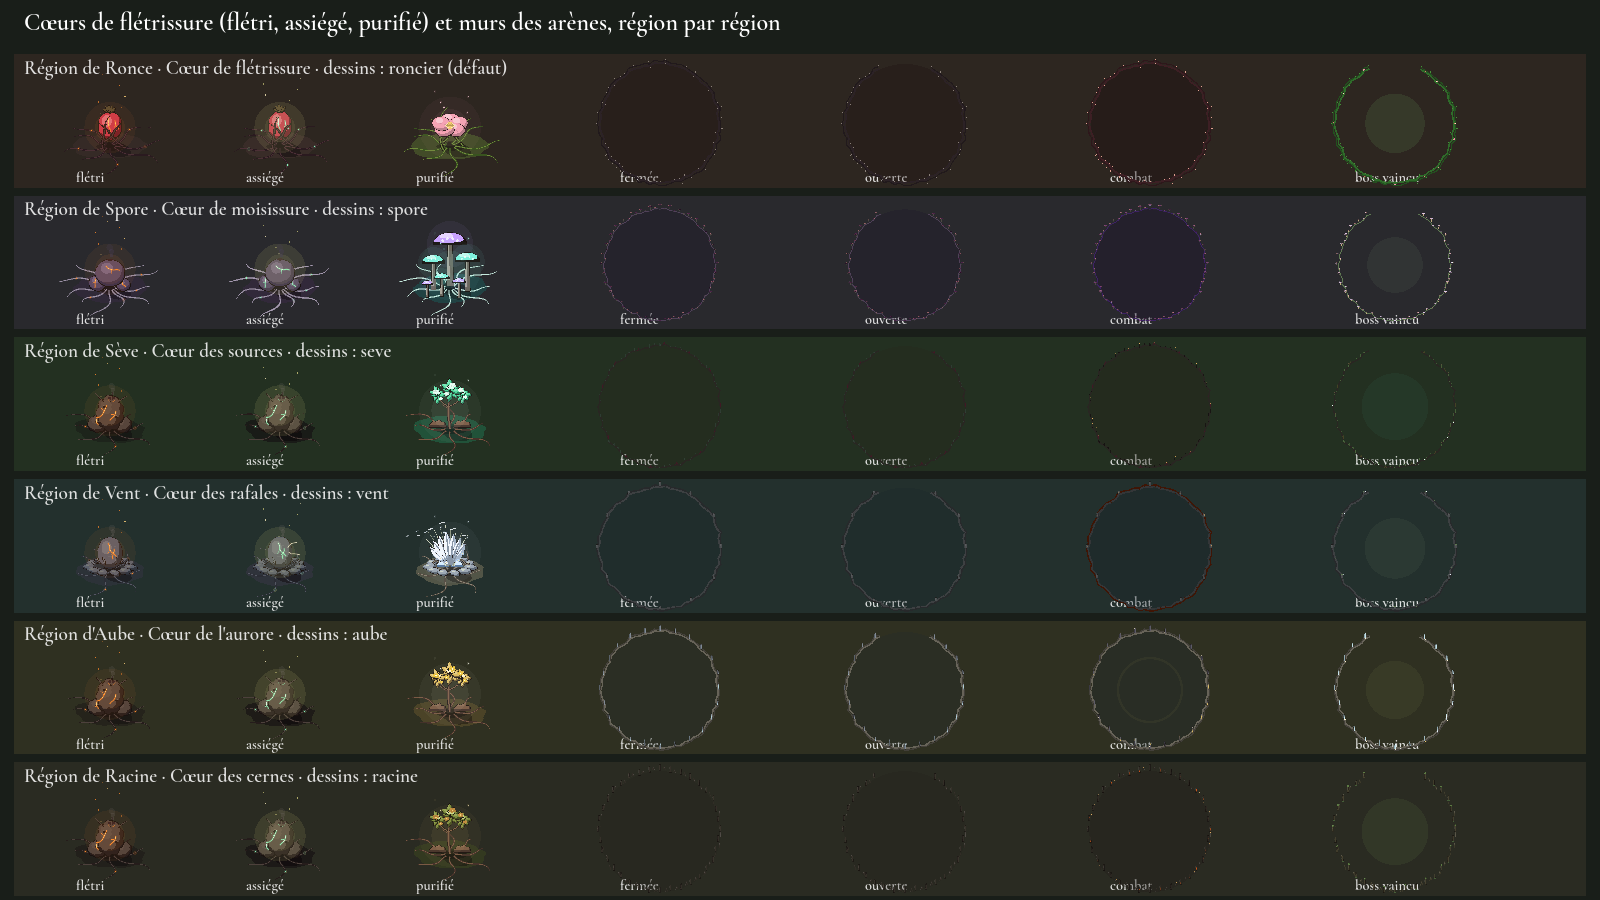 Cœurs de flétrissure (flétri, assiégé, purifié) et murs des arènes, région par région
Région de Ronce · Cœur de flétrissure · dessins : roncier (défaut)
flétri assiégé purifié fermée ouverte combat boss vaincu
Région de Spore · Cœur de moisissure · dessins : spore
flétri assiégé purifié fermée ouverte combat boss vaincu
Région de Sève · Cœur des sources · dessins : seve
flétri assiégé purifié fermée ouverte combat boss vaincu
Région de Vent · Cœur des rafales · dessins : vent
flétri assiégé purifié fermée ouverte combat boss vaincu
Région d'Aube · Cœur de l'aurore · dessins : aube
flétri assiégé purifié fermée ouverte combat boss vaincu
Région de Racine · Cœur des cernes · dessins : racine
flétri assiégé purifié fermée ouverte combat boss vaincu